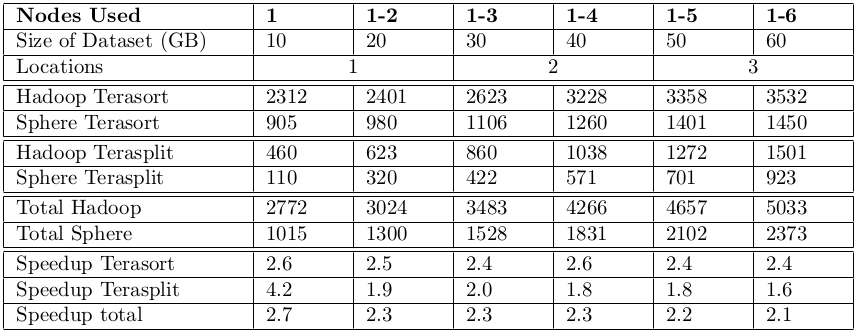 Nodes Used 1 1-2 1-3 1-4 1-5 1-6
Size of Dataset (GB) 10 20 30 40 50 60
Locations 1 2 3
Hadoop Terasort 2312 2401 2623 3228 3358 3532
Sphere Terasort 905 980 1106 1260 1401 1450
Hadoop Terasplit 460 623 860 1038 1272 1501
Sphere Terasplit 110 320 422 571 701 923
Total Hadoop 2772 3024 3483 4266 4657 5033
Total Sphere 1015 1300 1528 1831 2102 2373
Speedup Terasort 2.6 2.5 2.4 2.6 2.4 2.4
Speedup Terasplit 4.2 1.9 2.0 1.8 1.8 1.6
Speedup total 2.7 2.3 2.3 2.3 2.2 2.1